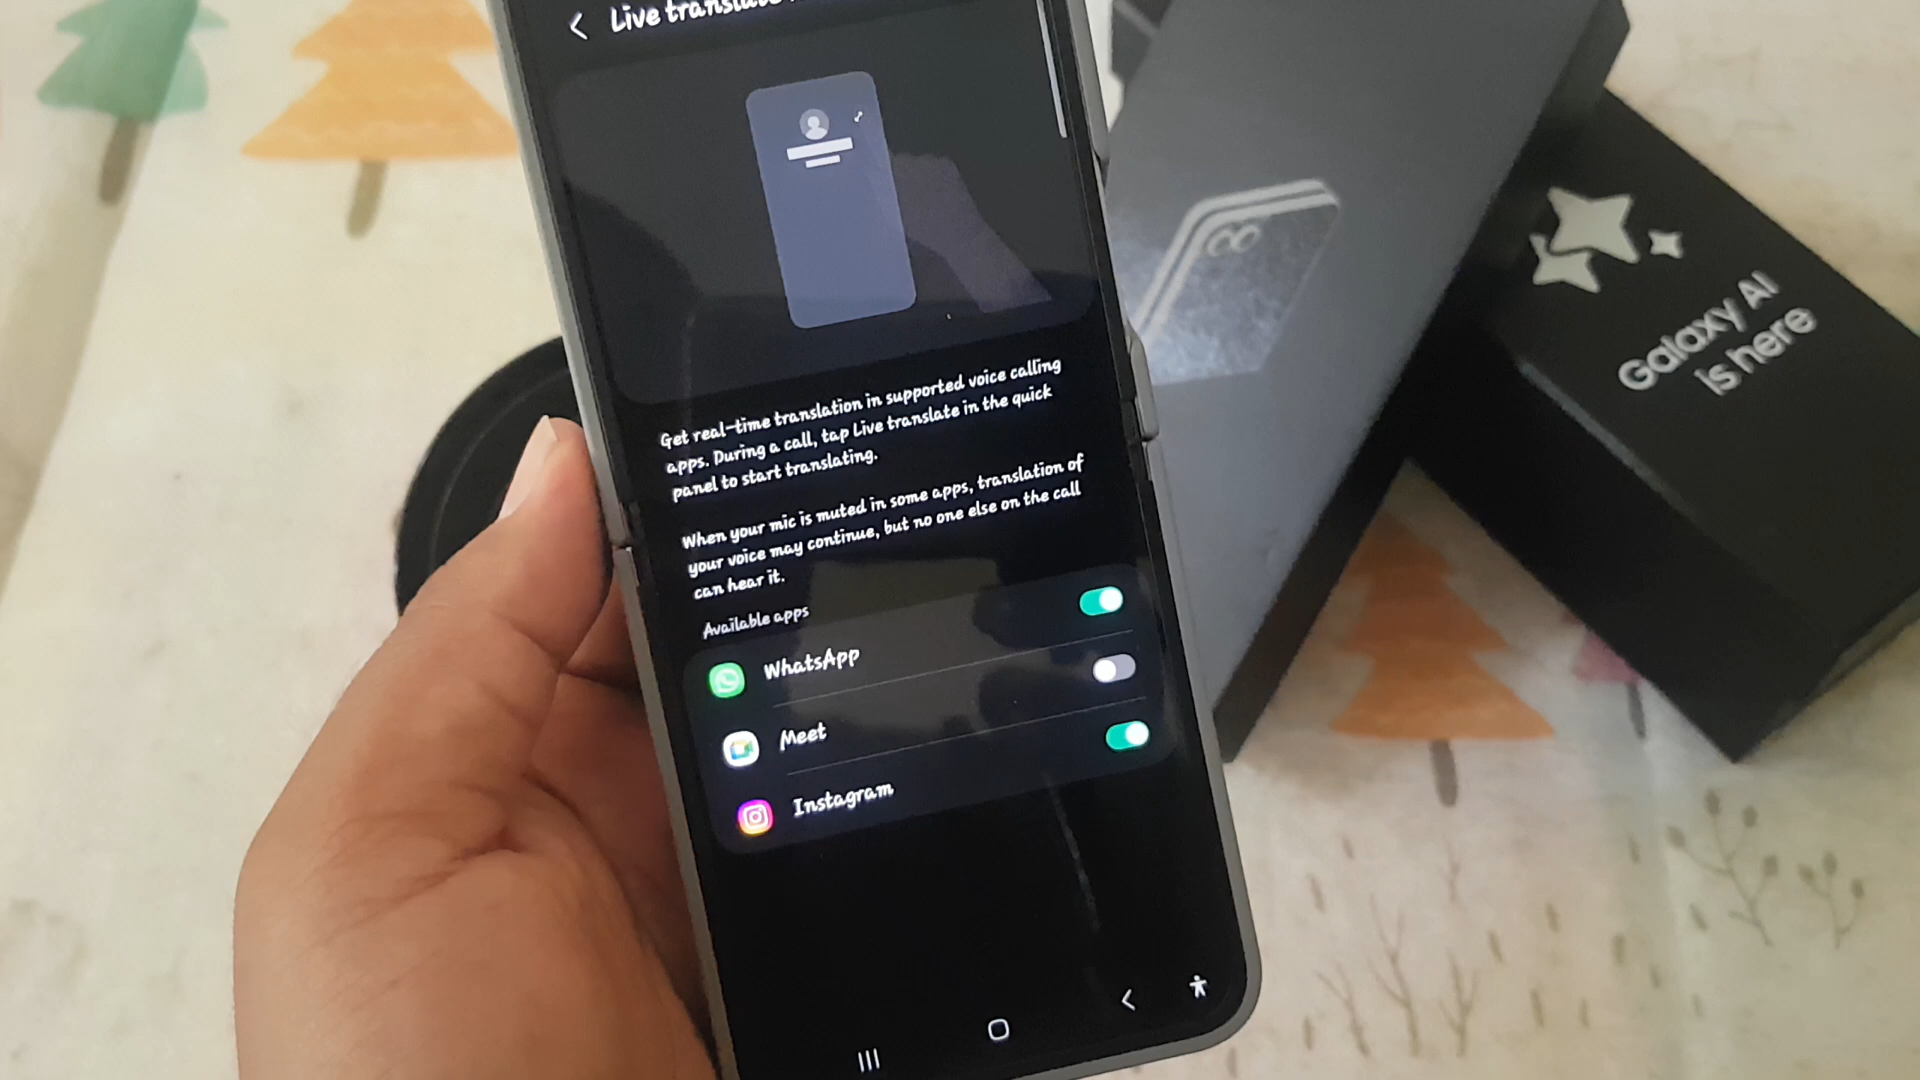 Live translate
Get real-time translation in supported voice calling
apps. During a call, tap Live translate in the quick
panel to start translating.
When your mic is muted in some apps, translation of
your voice may continue, but no one else on the call
can hear it.
Available apps
WhatsApp
Meet
Instagram
Galaxy AI
is here